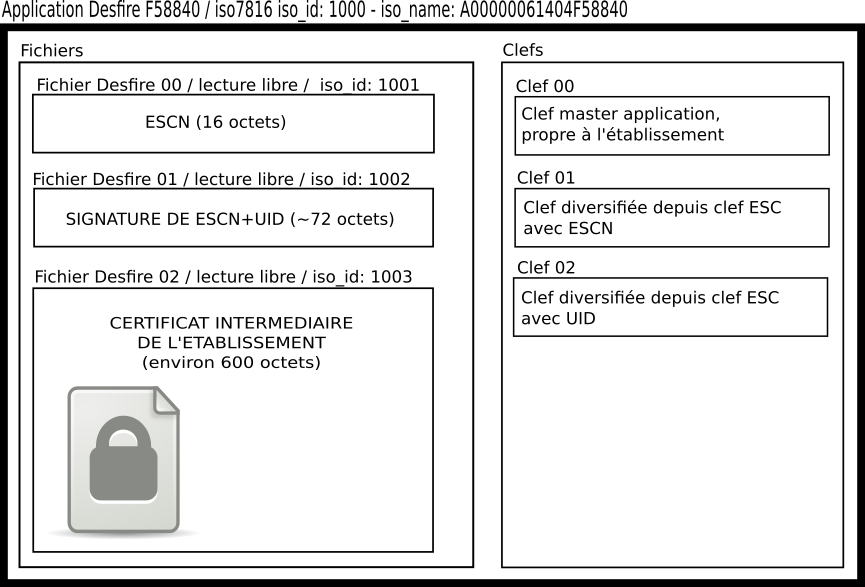 Application Desfire F58840 / iso7816 iso_id: 1000 - iso_name: A00000061404F58840
Fichiers
Fichier Desfire 00 / lecture libre /  iso_id: 1001
ESCN (16 octets)
Fichier Desfire 01 / lecture libre / iso_id: 1002
SIGNATURE DE ESCN+UID (~72 octets)
Fichier Desfire 02 / lecture libre / iso_id: 1003
CERTIFICAT INTERMEDIAIRE
DE L'ETABLISSEMENT
(environ 600 octets)
Clefs
Clef 00
Clef master application,
propre à l'établissement
Clef 01
Clef diversifiée depuis clef ESC
avec ESCN
Clef 02
Clef diversifiée depuis clef ESC
avec UID